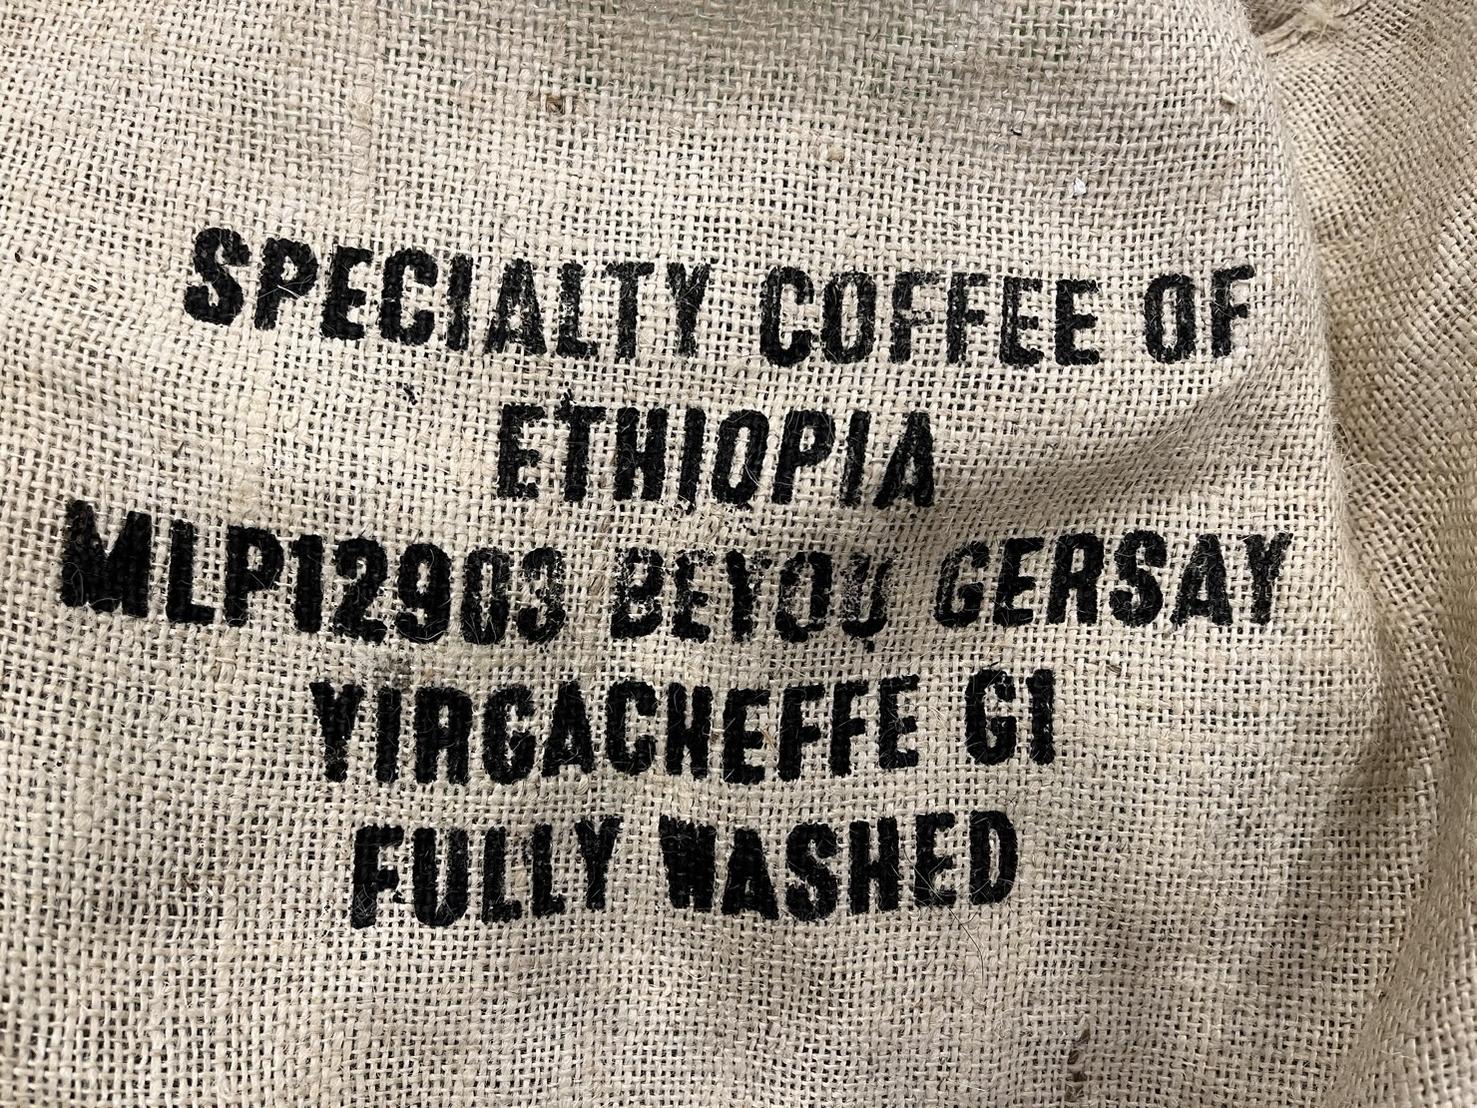 SPECIALTY COFFEE OF
ETHIOPIA
MLP12903 BEYOU GERSAY
YIRGACHEFFE G1
FULLY WASHED